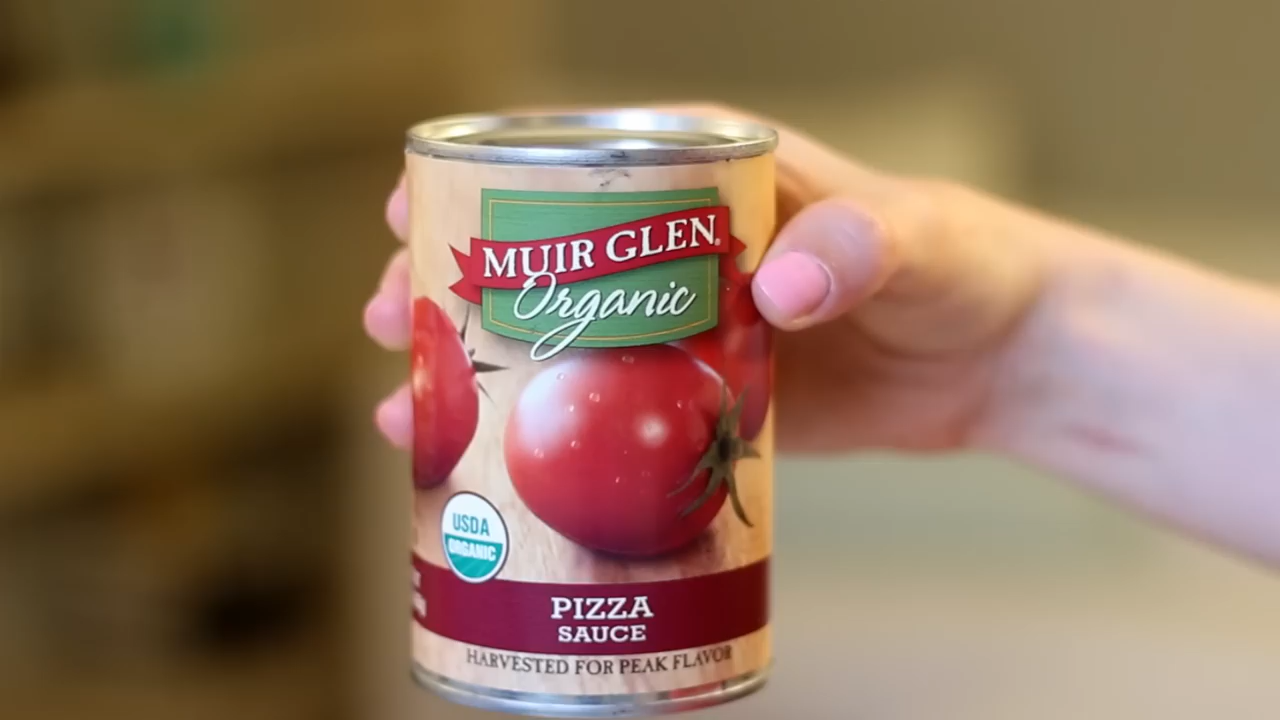 MUIR GLEN®
Organic
USDA
ORGANIC
PIZZA
SAUCE
HARVESTED FOR PEAK FLAVOR